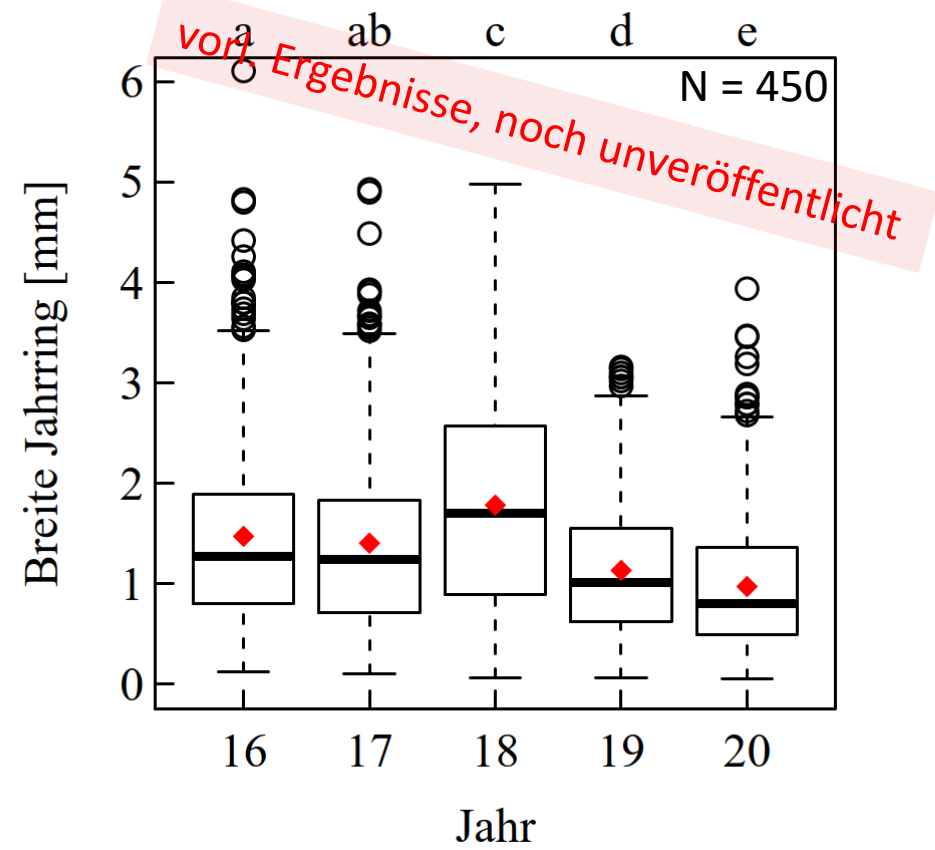 a ab c d e
vorl. Ergebnisse, noch unveröffentlicht
N = 450
6
5
4
3
2
1
0
Breite Jahrring [mm]
16 17 18 19 20
Jahr